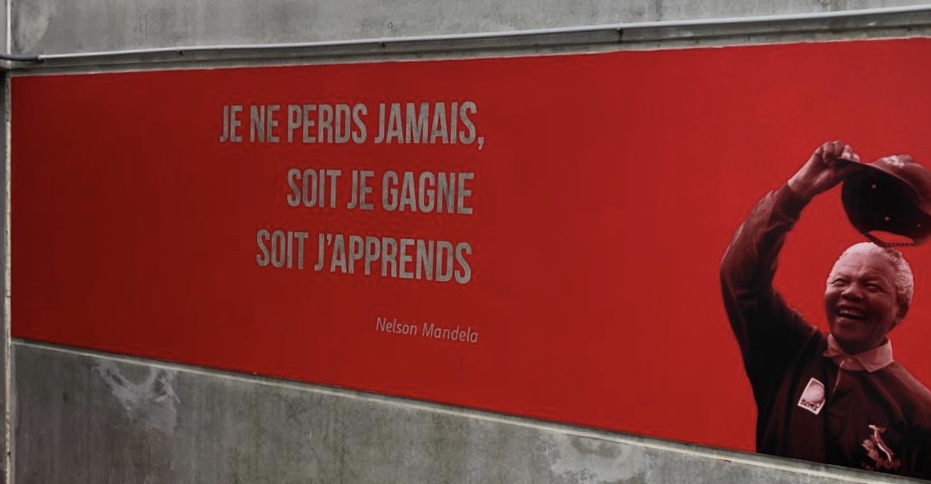 JE NE PERDS JAMAIS,
SOIT JE GAGNE
SOIT J'APPRENDS
Nelson Mandela